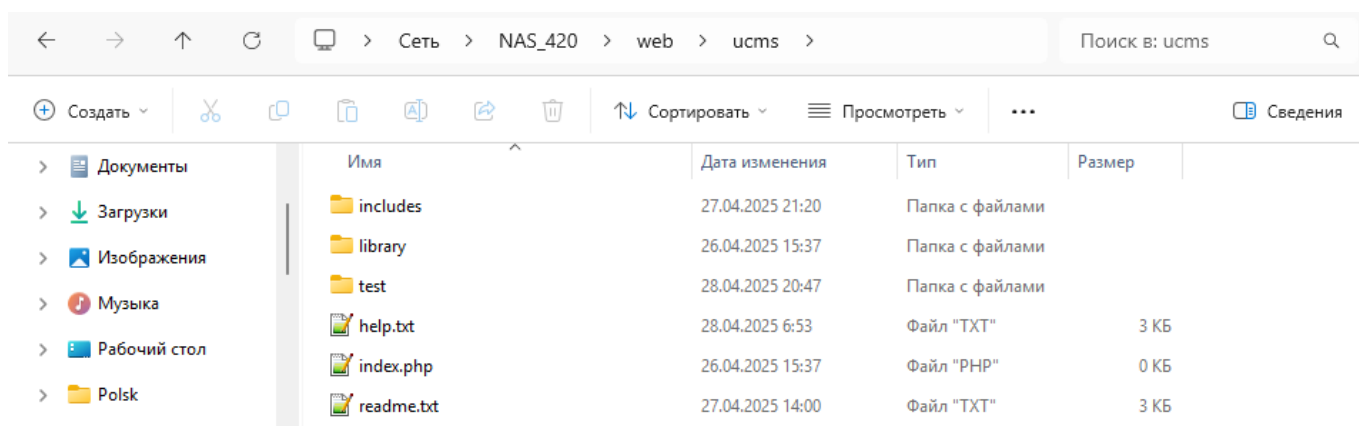 Сеть > NAS_420 > web > ucms >
Поиск в: ucms
Создать
Сортировать
Просмотреть
...
Сведения
Документы
Загрузки
Изображения
Музыка
Рабочий стол
Polsk
Имя Дата изменения Тип Размер
includes 27.04.2025 21:20 Папка с файлами
library 26.04.2025 15:37 Папка с файлами
test 28.04.2025 20:47 Папка с файлами
help.txt 28.04.2025 6:53 Файл "TXT" 3 КБ
index.php 26.04.2025 15:37 Файл "PHP" 0 КБ
readme.txt 27.04.2025 14:00 Файл "TXT" 3 КБ